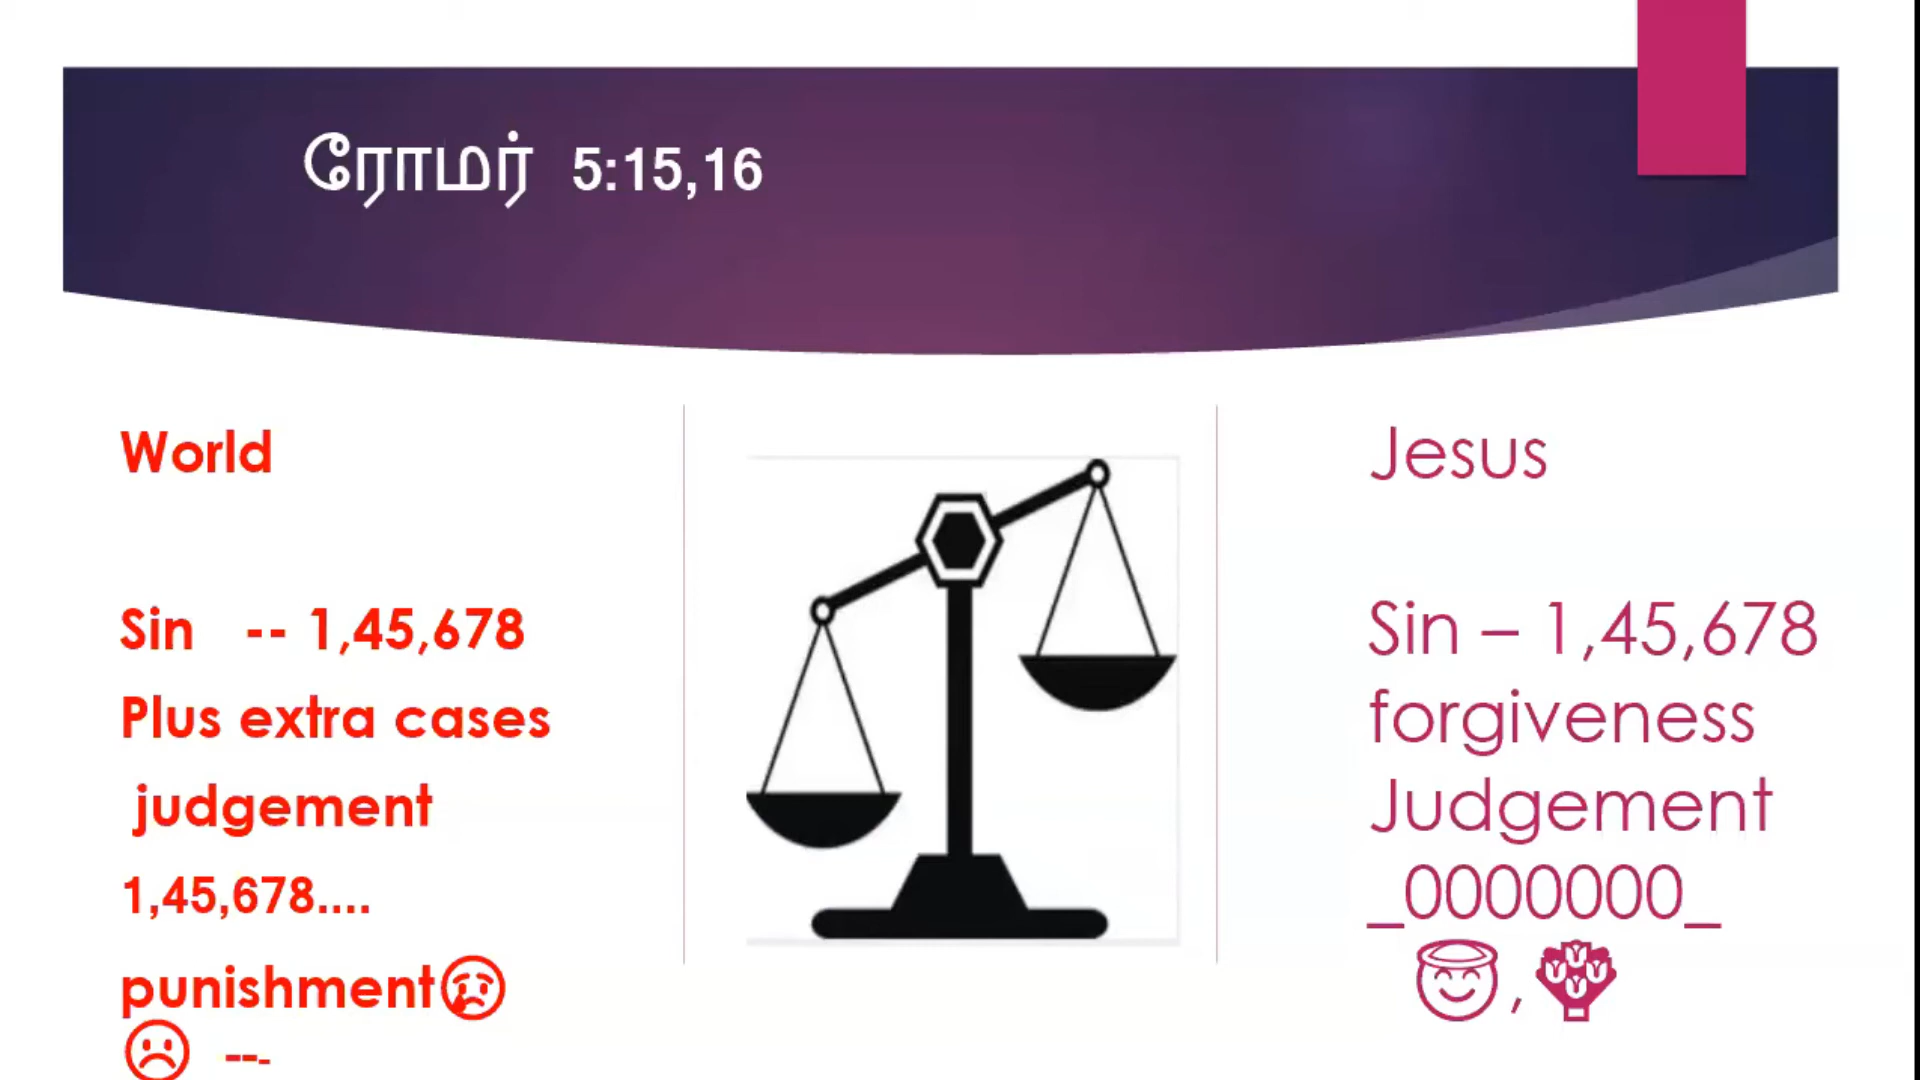 ரோமர் 5:15,16
World
Sin -- 1,45,678
Plus extra cases
judgement
1,45,678....
punishment😢
☹ ---
Jesus
Sin – 1,45,678
forgiveness
Judgement
_0000000_
😇,💐